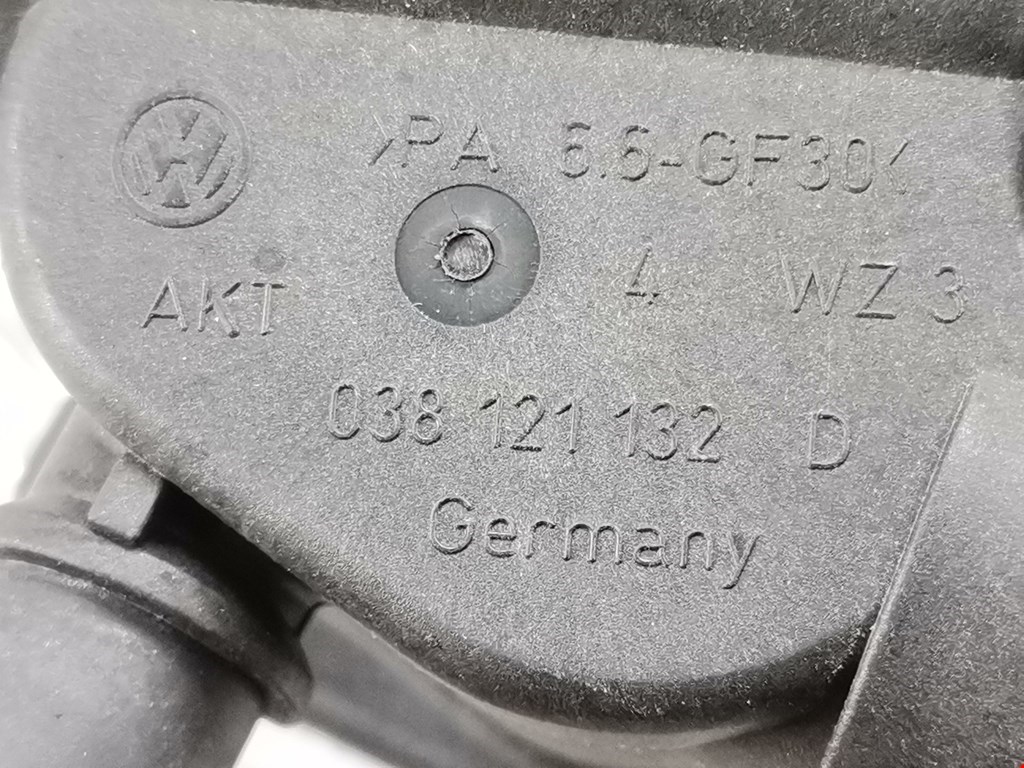 >PA 6.6-GF30<
AKT 4 WZ 3
038 121 132 D
Germany